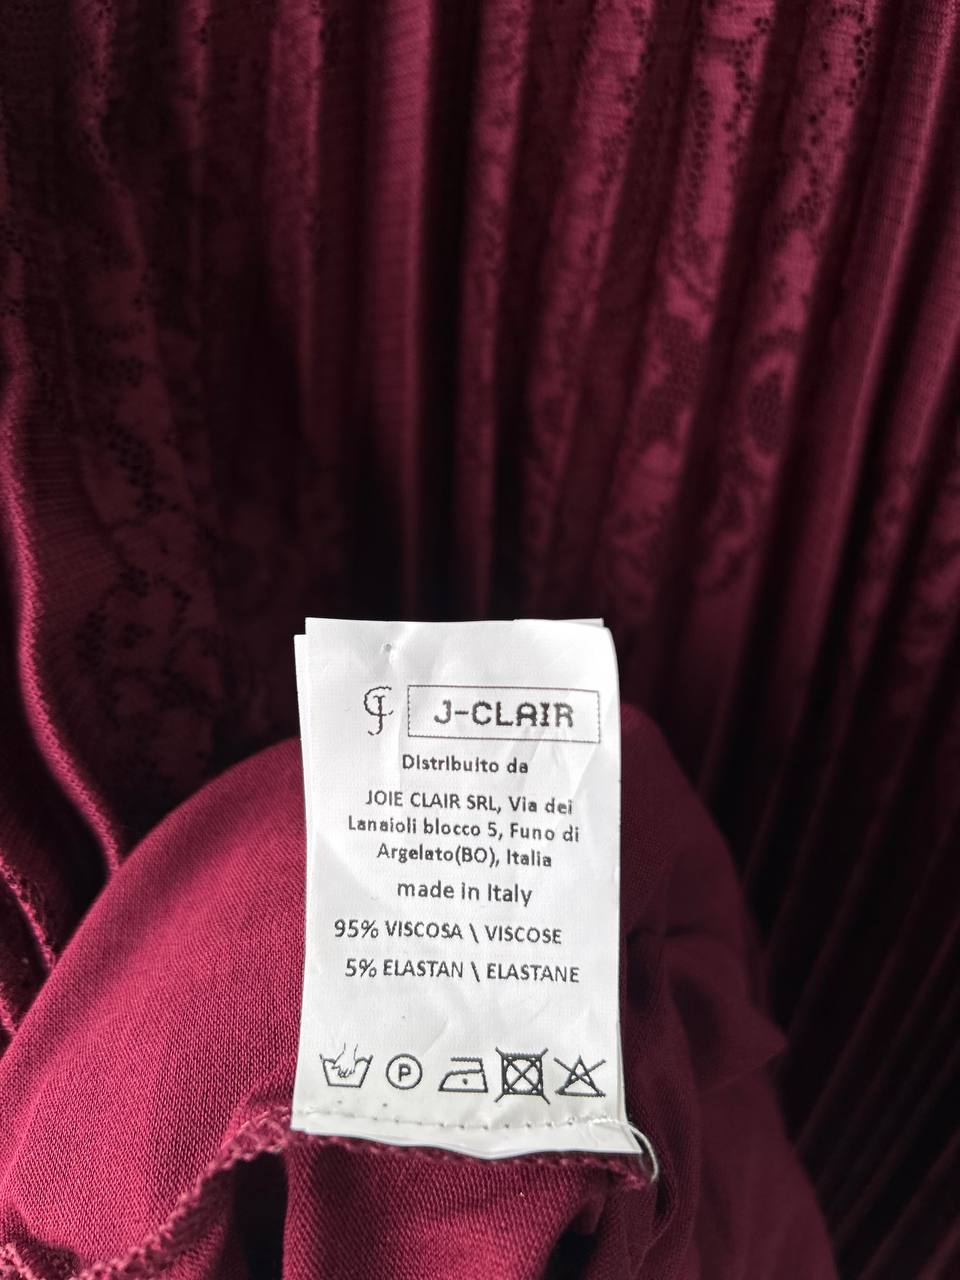 CJ J-CLAIR
Distribuito da
JOIE CLAIR SRL, Via dei
Lanaioli blocco 5, Funo di
Argelato(BO), Italia
made in Italy
95% VISCOSA \ VISCOSE
5% ELASTAN \ ELASTANE
P